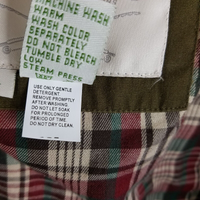 MACHINE WASH
WARM
WASH COLOR
SEPARATELY
DO NOT BLEACH
TUMBLE DRY
LOW
STEAM PRESS
USE ONLY GENTLE
DETERGENT.
REMOVE PROMPTLY
AFTER WASHING
DO NOT LET SOAK
FOR PROLONGED
PERIOD OF TIME.
DO NOT DRY CLEAN.